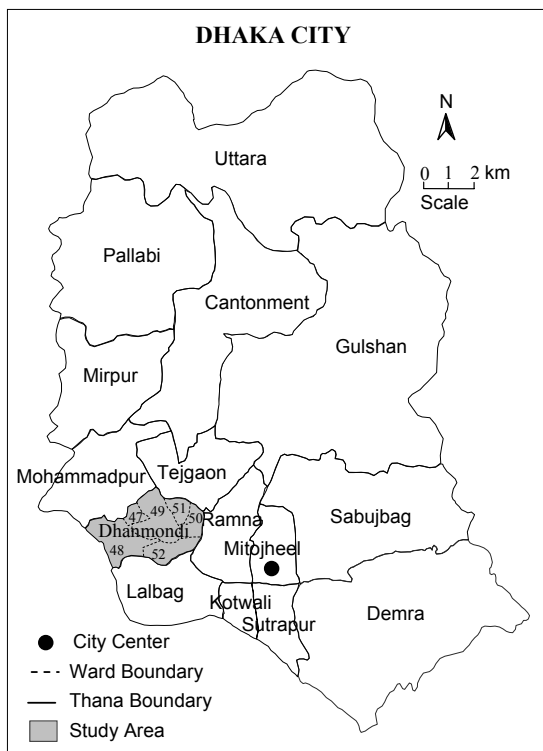 DHAKA CITY
N
Uttara
0 1 2 km
Scale
Pallabi
Cantonment
Gulshan
Mirpur
Mohammadpur
Tejgaon
47 49 51 50
Ramna
Sabujbag
Dhanmondi
Mitojheel
48 52
Lalbag
Kotwali
Demra
Sutrapur
City Center
Ward Boundary
Thana Boundary
Study Area